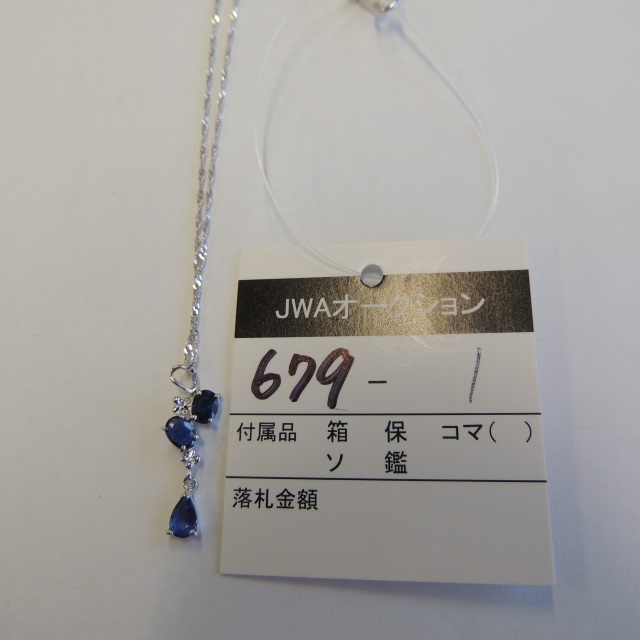 JWAオークション
679 - 1
付属品 箱 保 コマ( )
ソ 鑑
落札金額